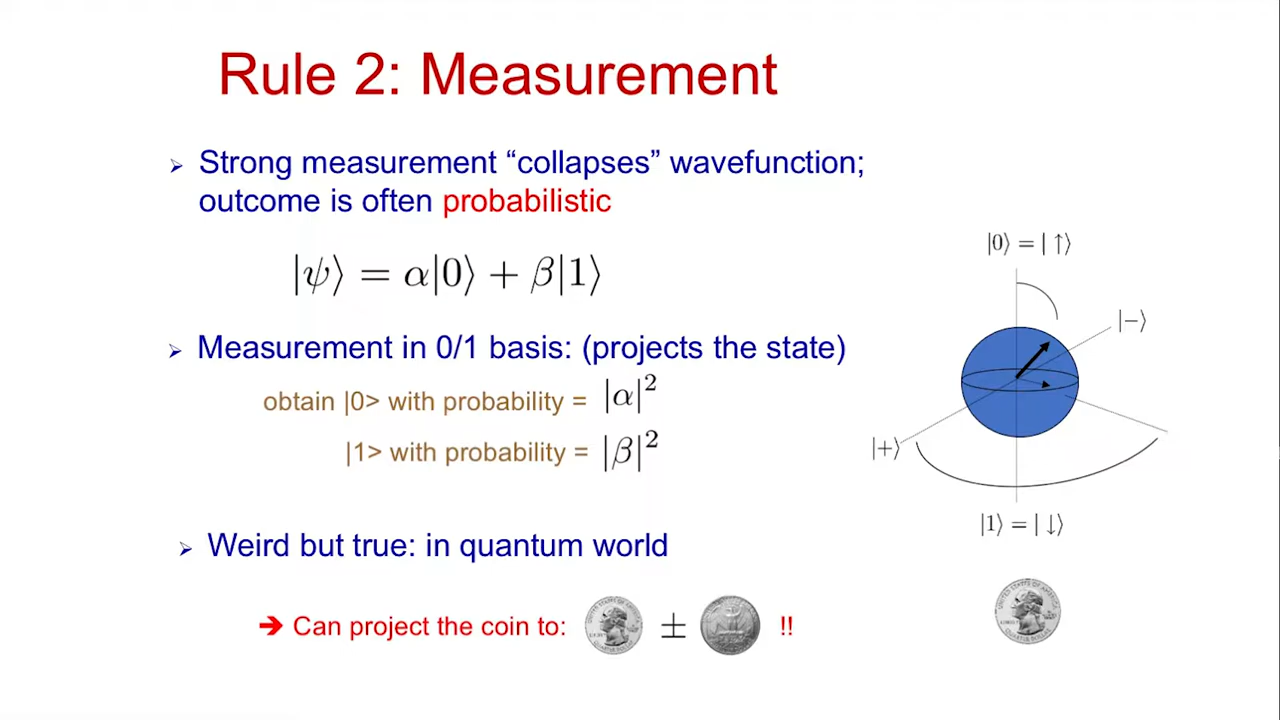 Rule 2: Measurement
➢ Strong measurement “collapses” wavefunction;
outcome is often probabilistic
|ψ⟩ = α|0⟩ + β|1⟩
➢ Measurement in 0/1 basis: (projects the state)
obtain |0> with probability = |α|²
|1> with probability = |β|²
➢ Weird but true: in quantum world
➔ Can project the coin to: ± !!
|0⟩ = |↑⟩
|−⟩
|+⟩
|1⟩ = |↓⟩